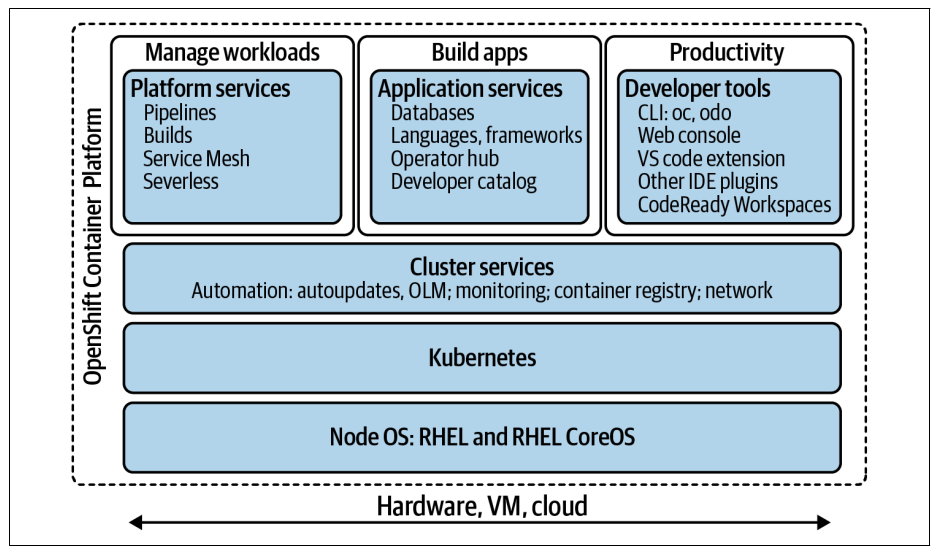 OpenShift Container Platform
Manage workloads
Platform services
Pipelines
Builds
Service Mesh
Severless
Build apps
Application services
Databases
Languages, frameworks
Operator hub
Developer catalog
Productivity
Developer tools
CLI: oc, odo
Web console
VS code extension
Other IDE plugins
CodeReady Workspaces
Cluster services
Automation: autoupdates, OLM; monitoring; container registry; network
Kubernetes
Node OS: RHEL and RHEL CoreOS
Hardware, VM, cloud